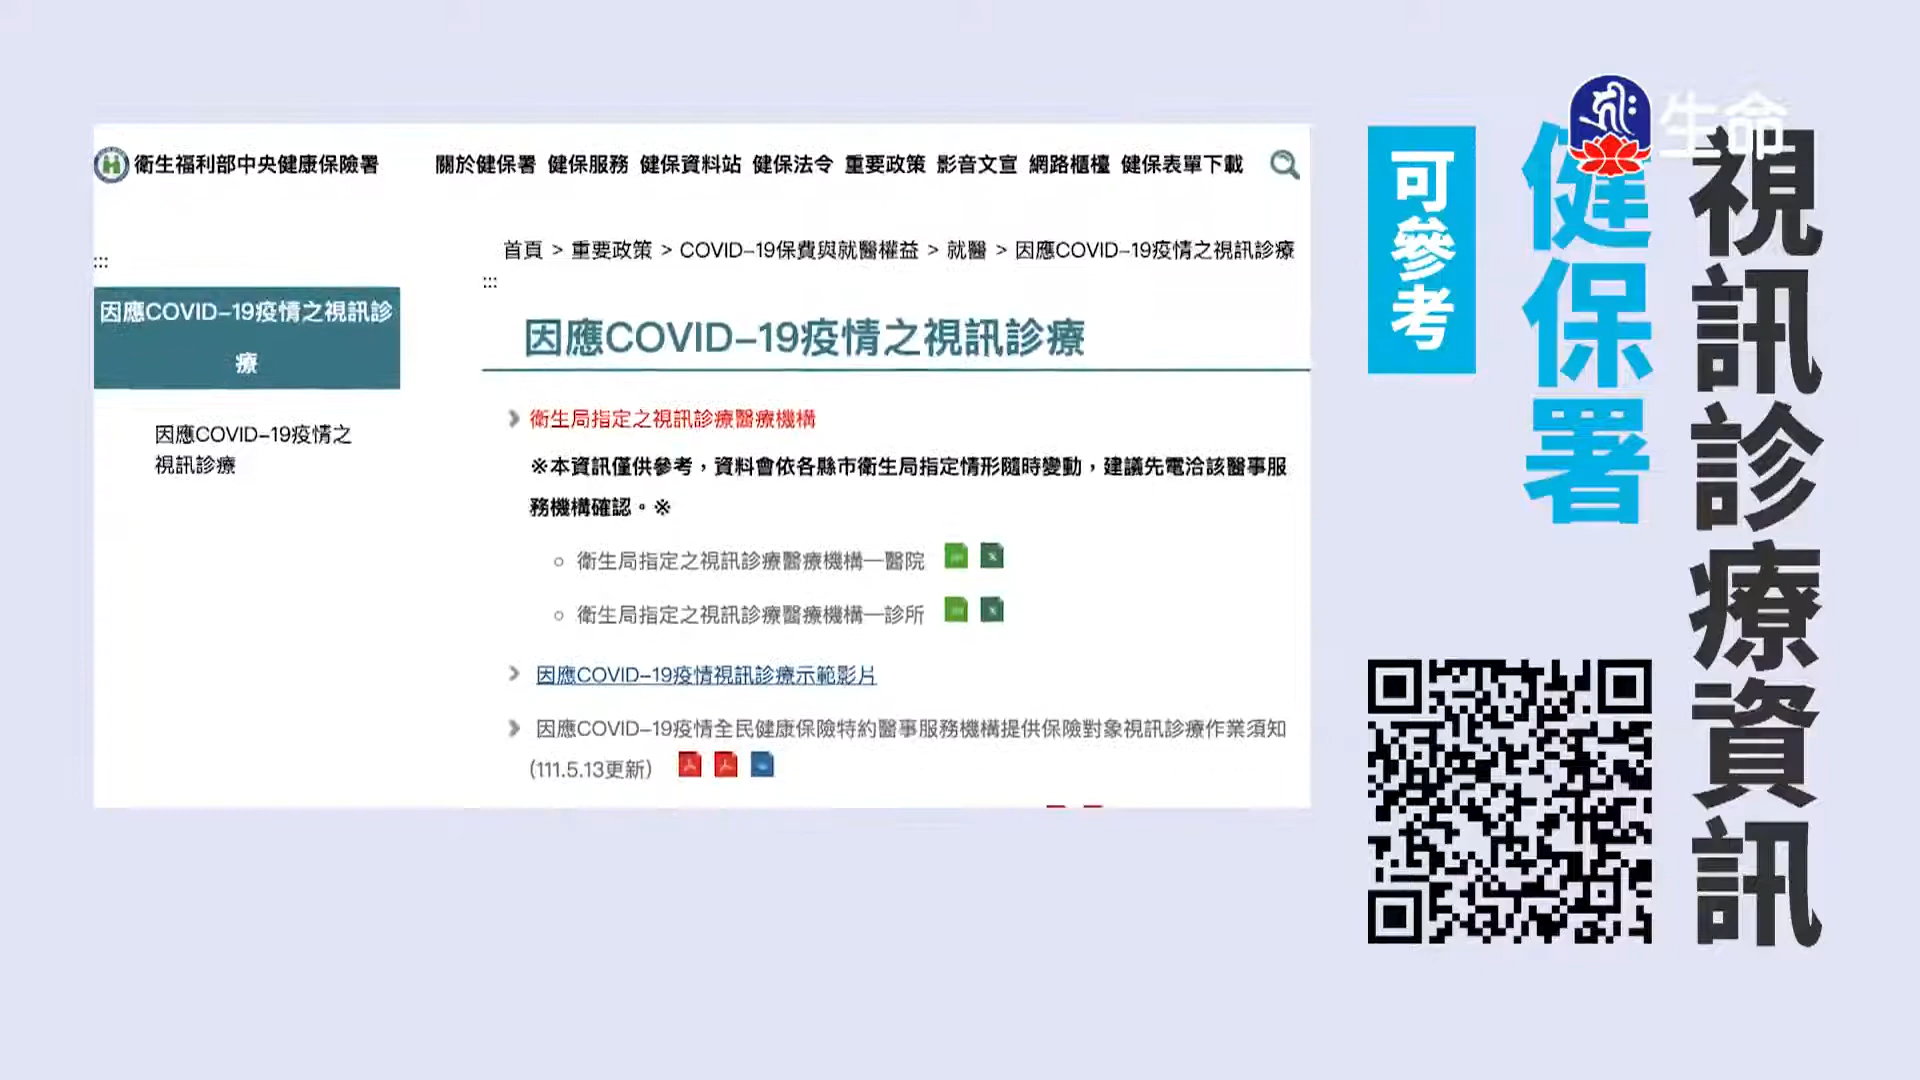 衛生福利部中央健康保險署
關於健保署 健保服務 健保資料站 健保法令 重要政策 影音文宣 網路櫃檯 健保表單下載
首頁 > 重要政策 > COVID-19保費與就醫權益 > 就醫 > 因應COVID-19疫情之視訊診療
:::
:::
因應COVID-19疫情之視訊診
療
因應COVID-19疫情之
視訊診療
因應COVID-19疫情之視訊診療
衛生局指定之視訊診療醫療機構
※本資訊僅供參考，資料會依各縣市衛生局指定情形隨時變動，建議先電洽該醫事服
務機構確認。※
衛生局指定之視訊診療醫療機構—醫院
衛生局指定之視訊診療醫療機構—診所
因應COVID-19疫情視訊診療示範影片
因應COVID-19疫情全民健康保險特約醫事服務機構提供保險對象視訊診療作業須知
(111.5.13更新)
生命
可參考
健保署
視訊診療資訊